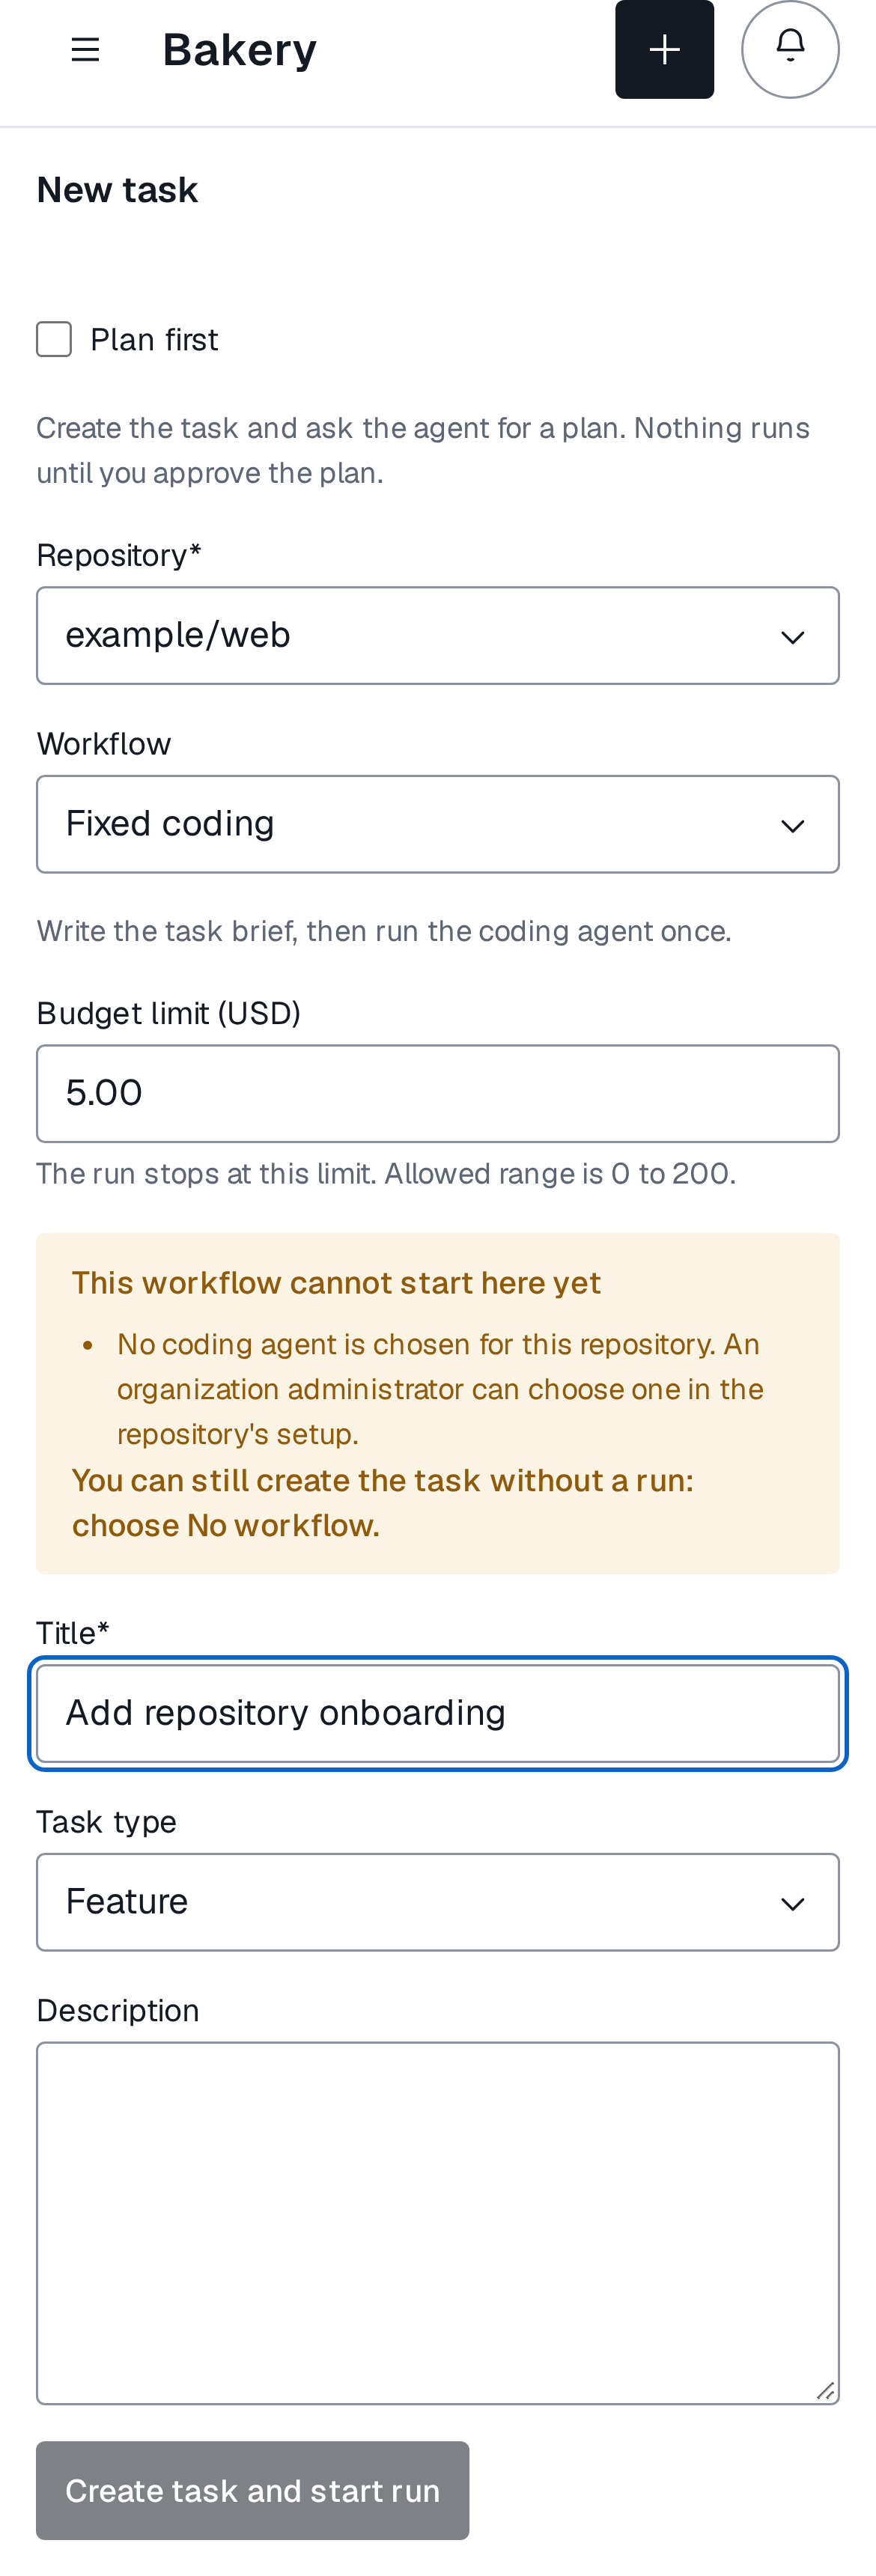 Bakery
New task
Plan first
Create the task and ask the agent for a plan. Nothing runs
until you approve the plan.
Repository*
example/web
Workflow
Fixed coding
Write the task brief, then run the coding agent once.
Budget limit (USD)
5.00
The run stops at this limit. Allowed range is 0 to 200.
This workflow cannot start here yet
• No coding agent is chosen for this repository. An
organization administrator can choose one in the
repository's setup.
You can still create the task without a run:
choose No workflow.
Title*
Add repository onboarding
Task type
Feature
Description
Create task and start run